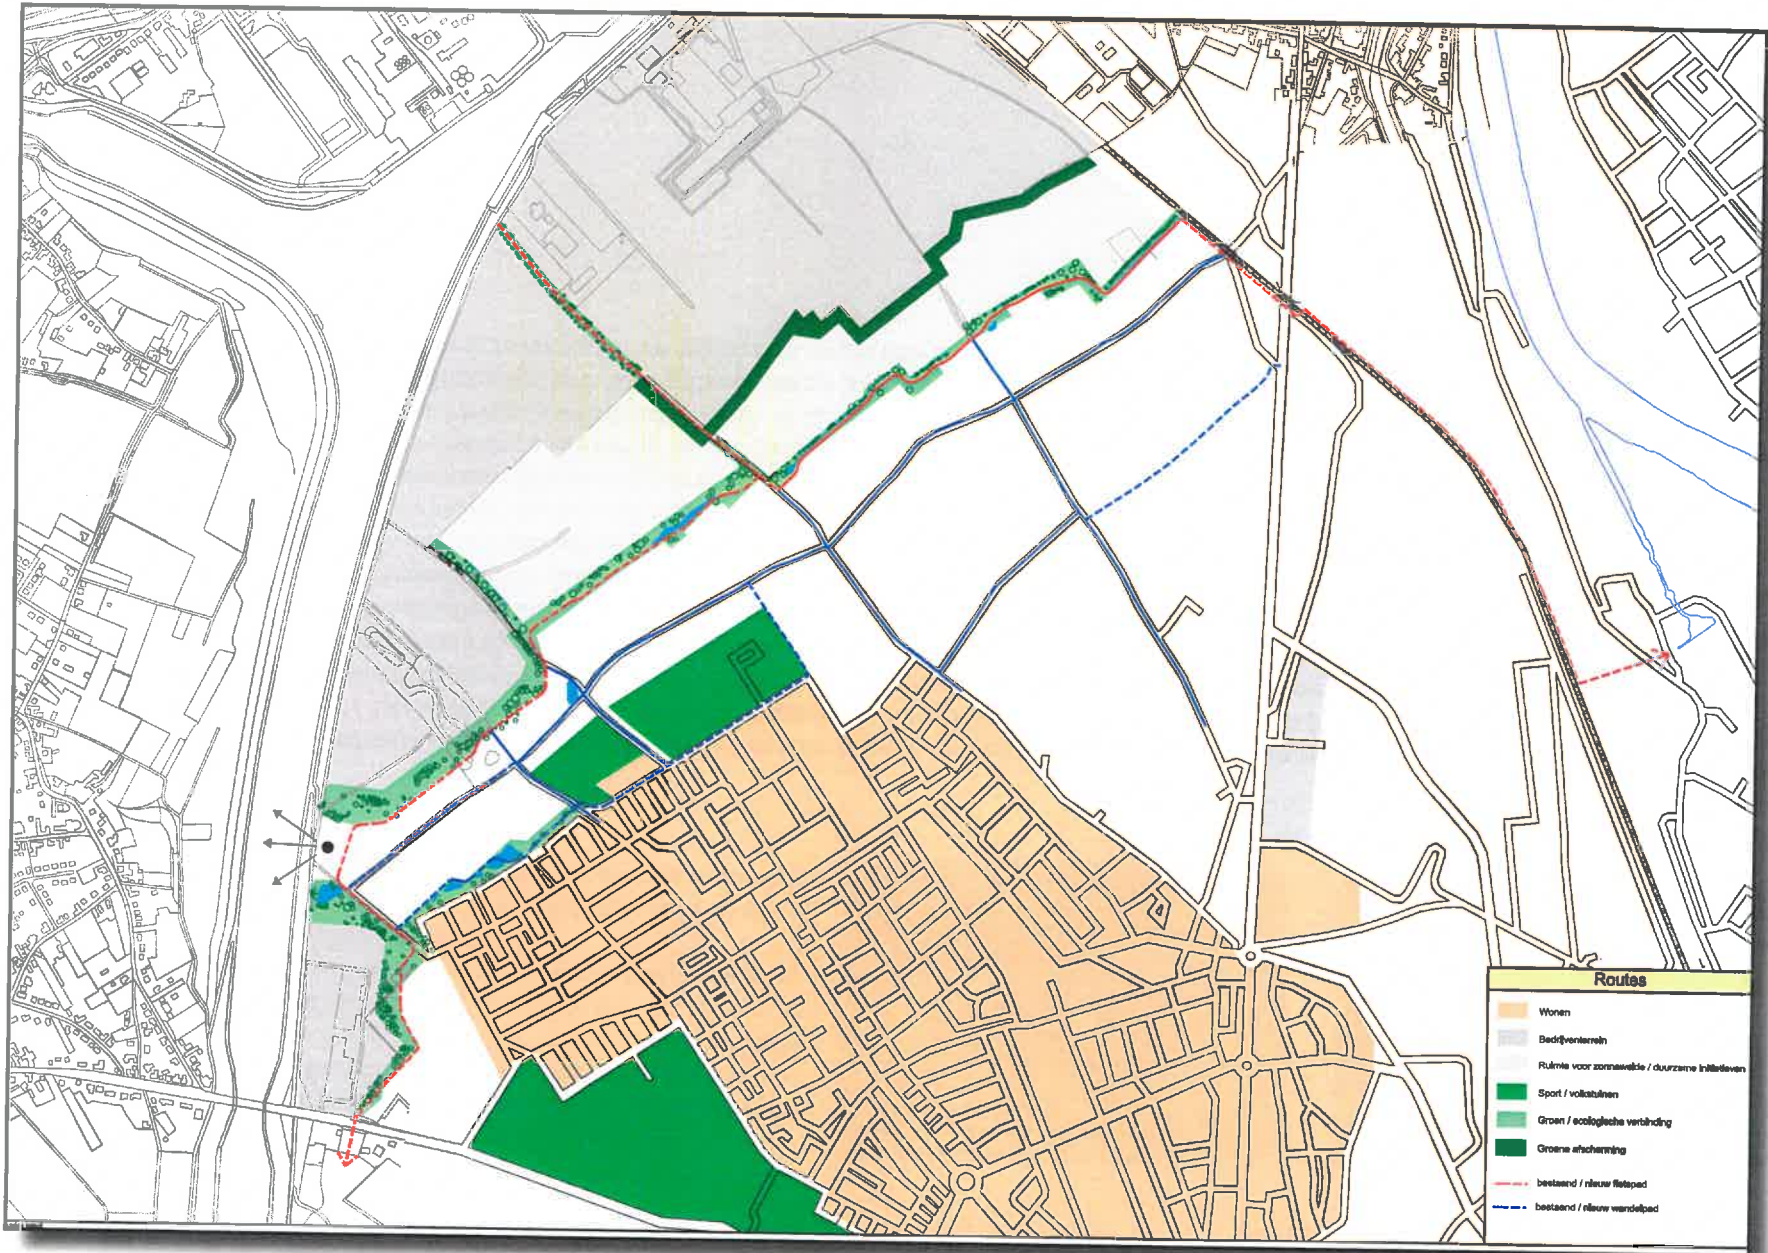 Routes
Wonen
Bedrijventerrein
Ruimte voor zonneweide / duurzame initiatieven
Sport / volkstuinen
Groen / ecologische verbinding
Groene afscherming
bestaand / nieuw fietspad
bestaand / nieuw wandelpad